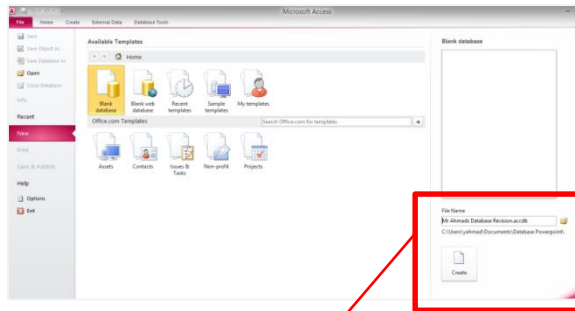 Microsoft Access
File Home Create External Data Database Tools
Save
Save Object As
Save Database As
Open
Close Database
Info
Recent
New
Print
Save & Publish
Help
Options
Exit
Available Templates
Home
Blank database
Blank web database
Recent templates
Sample templates
My templates
Office.com Templates
Search Office.com for templates
Assets
Contacts
Issues & Tasks
Non-profit
Projects
Blank database
File Name
Mr Ahmads Database Revision.accdb
C:\Users\yahmad\Documents\Database Powerpoint\
Create